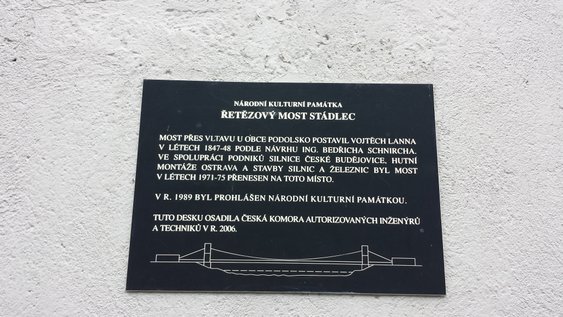 NÁRODNÍ KULTURNÍ PAMÁTKA
ŘETĚZOVÝ MOST STÁDLEC
MOST PŘES VLTAVU U OBCE PODOLSKO POSTAVIL VOJTĚCH LANNA
V LÉTECH 1847-48 PODLE NÁVRHU ING. BEDŘICHA SCHNIRCHA.
VE SPOLUPRÁCI PODNIKŮ SILNICE ČESKÉ BUDĚJOVICE, HUTNÍ
MONTÁŽE OSTRAVA A STAVBY SILNIC A ŽELEZNIC BYL MOST
V LÉTECH 1971-75 PŘENESEN NA TOTO MÍSTO.
V R. 1989 BYL PROHLÁŠEN NÁRODNÍ KULTURNÍ PAMÁTKOU.
TUTO DESKU OSADILA ČESKÁ KOMORA AUTORIZOVANÝCH INŽENÝRŮ
A TECHNIKŮ V R. 2006.